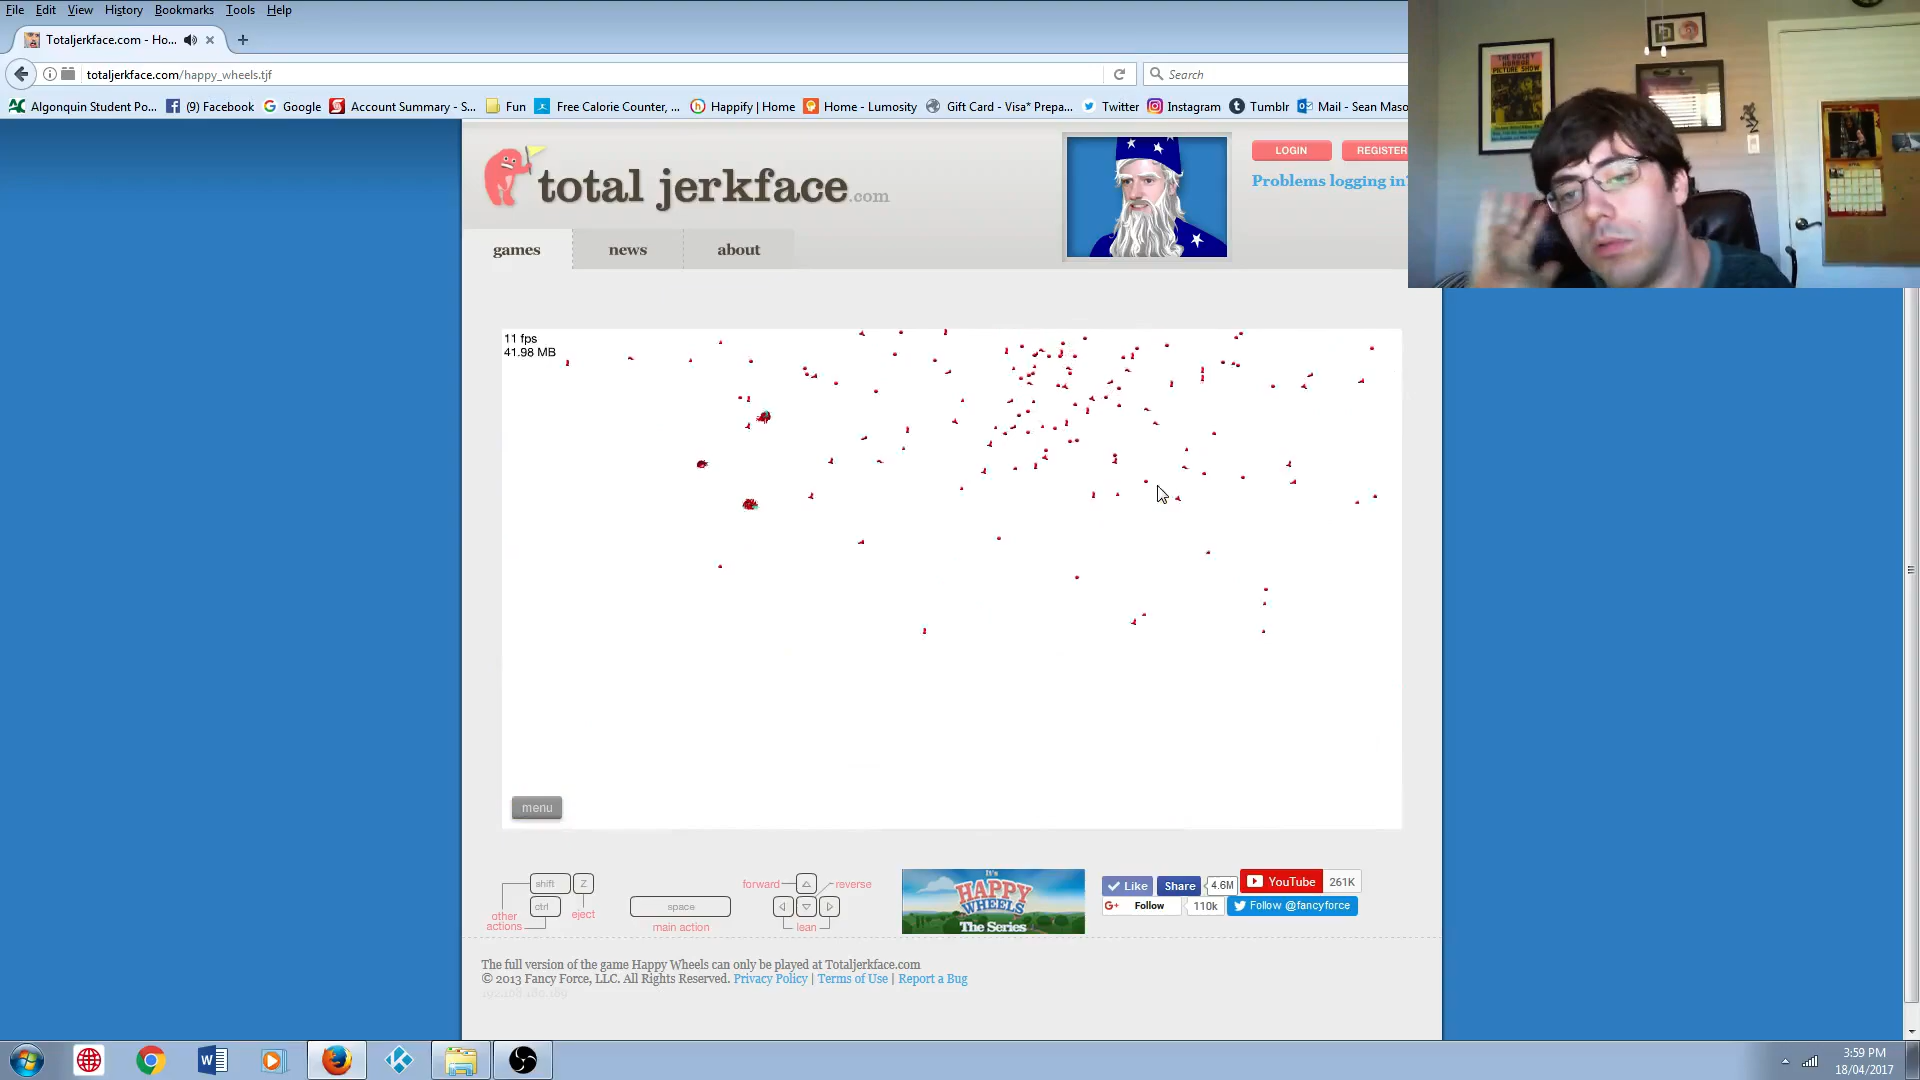 File Edit View History Bookmarks Tools Help
Totaljerkface.com - Ho...
totaljerkface.com/happy_wheels.tjf
Search
Algonquin Student Po... Facebook Google Account Summary - S... Fun Free Calorie Counter, ... Happify | Home Home - Lumosity Gift Card - Visa* Prepa... Twitter Instagram Tumblr Mail - Sean Maso
(9)
THE ROCKY HORROR
PICTURE SHOW
total jerkface.com
LOGIN REGISTER
Problems logging in?
games news about
11 fps
41.98 MB
menu
shift Z
ctrl
other actions
eject
space
main action
forward reverse
lean
IT'S
HAPPY
WHEELS
The Series
Like Share 4.6M YouTube 261K
G+ Follow 110k Follow @fancyforce
The full version of the game Happy Wheels can only be played at Totaljerkface.com
© 2013 Fancy Force, LLC. All Rights Reserved. Privacy Policy | Terms of Use | Report a Bug
3:59 PM
18/04/2017